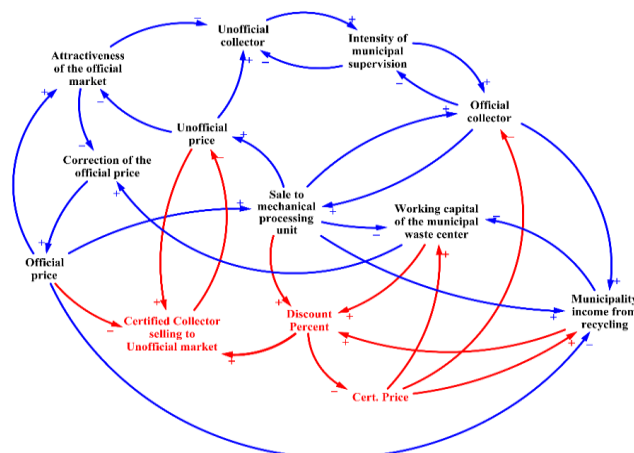 Unofficial
collector
Intensity of
municipal
supervision
Attractiveness
of the official
market
Official
collector
Unofficial
price
Correction of the
official price
Sale to
mechanical
processing
unit
Working capital
of the municipal
waste center
Official
price
Municipality
income from
recycling
Certified Collector
selling to
Unofficial market
Discount
Percent
Cert. Price